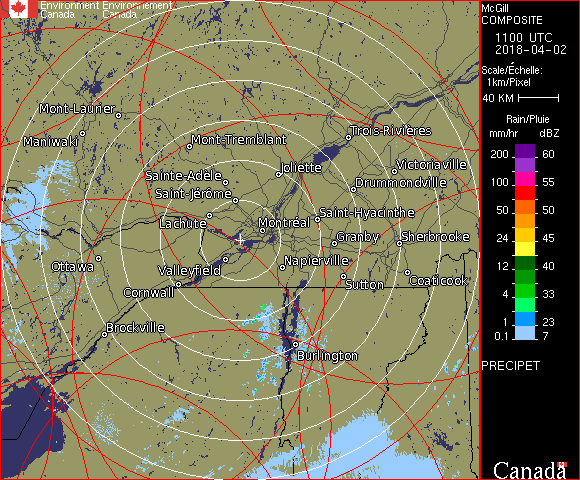 Environment Environnement
Canada Canada
McGill
COMPOSITE
1100 UTC
2018-04-02
Scale/Échelle:
1km/Pixel
40 KM
Rain/Pluie
mm/hr dBZ
200 60
100 55
50 50
24 45
12 40
4 33
1 23
0.1 7
PRECIPET
Canada
Mont-Laurier
Maniwaki
Mont-Tremblant
Trois-Rivières
Sainte-Adèle
Joliette
Victoriaville
Saint-Jérôme
Drummondville
Lachute
Montréal
Saint-Hyacinthe
Granby
Sherbrooke
Ottawa
Valleyfield
Napierville
Cornwall
Sutton
Coaticook
Brockville
Burlington